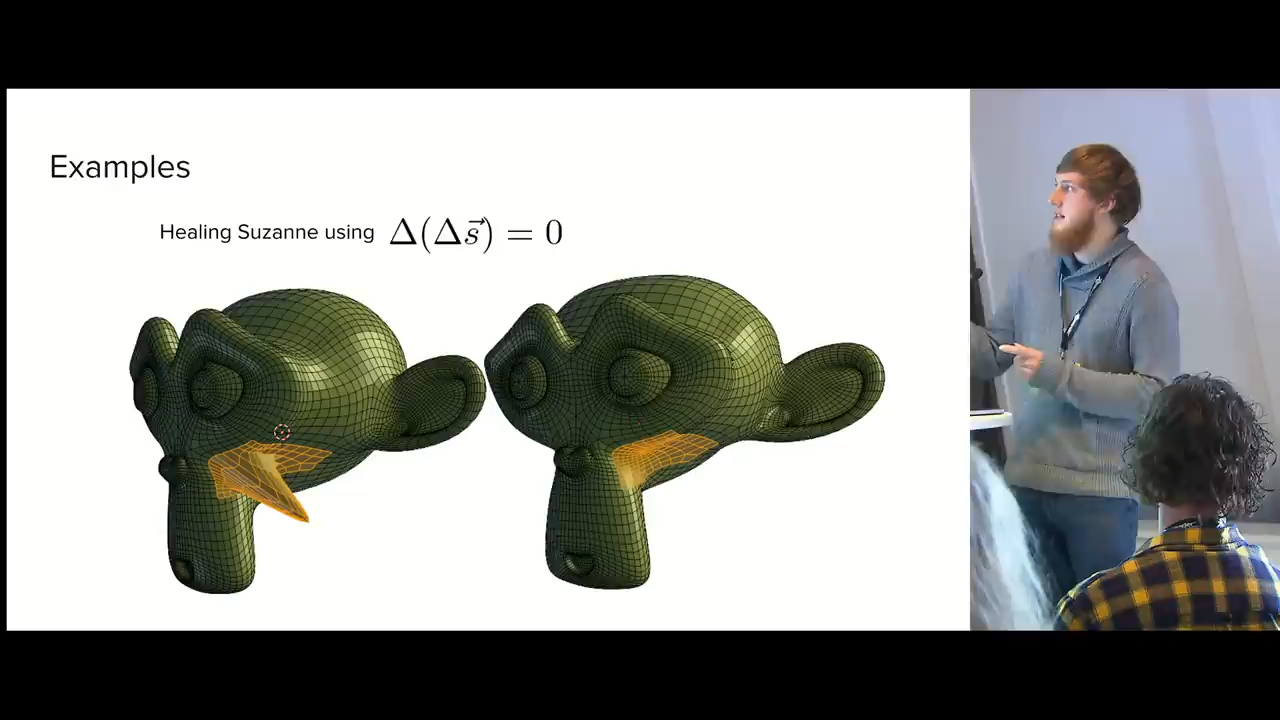 Examples
Healing Suzanne using Δ(Δs⃗) = 0